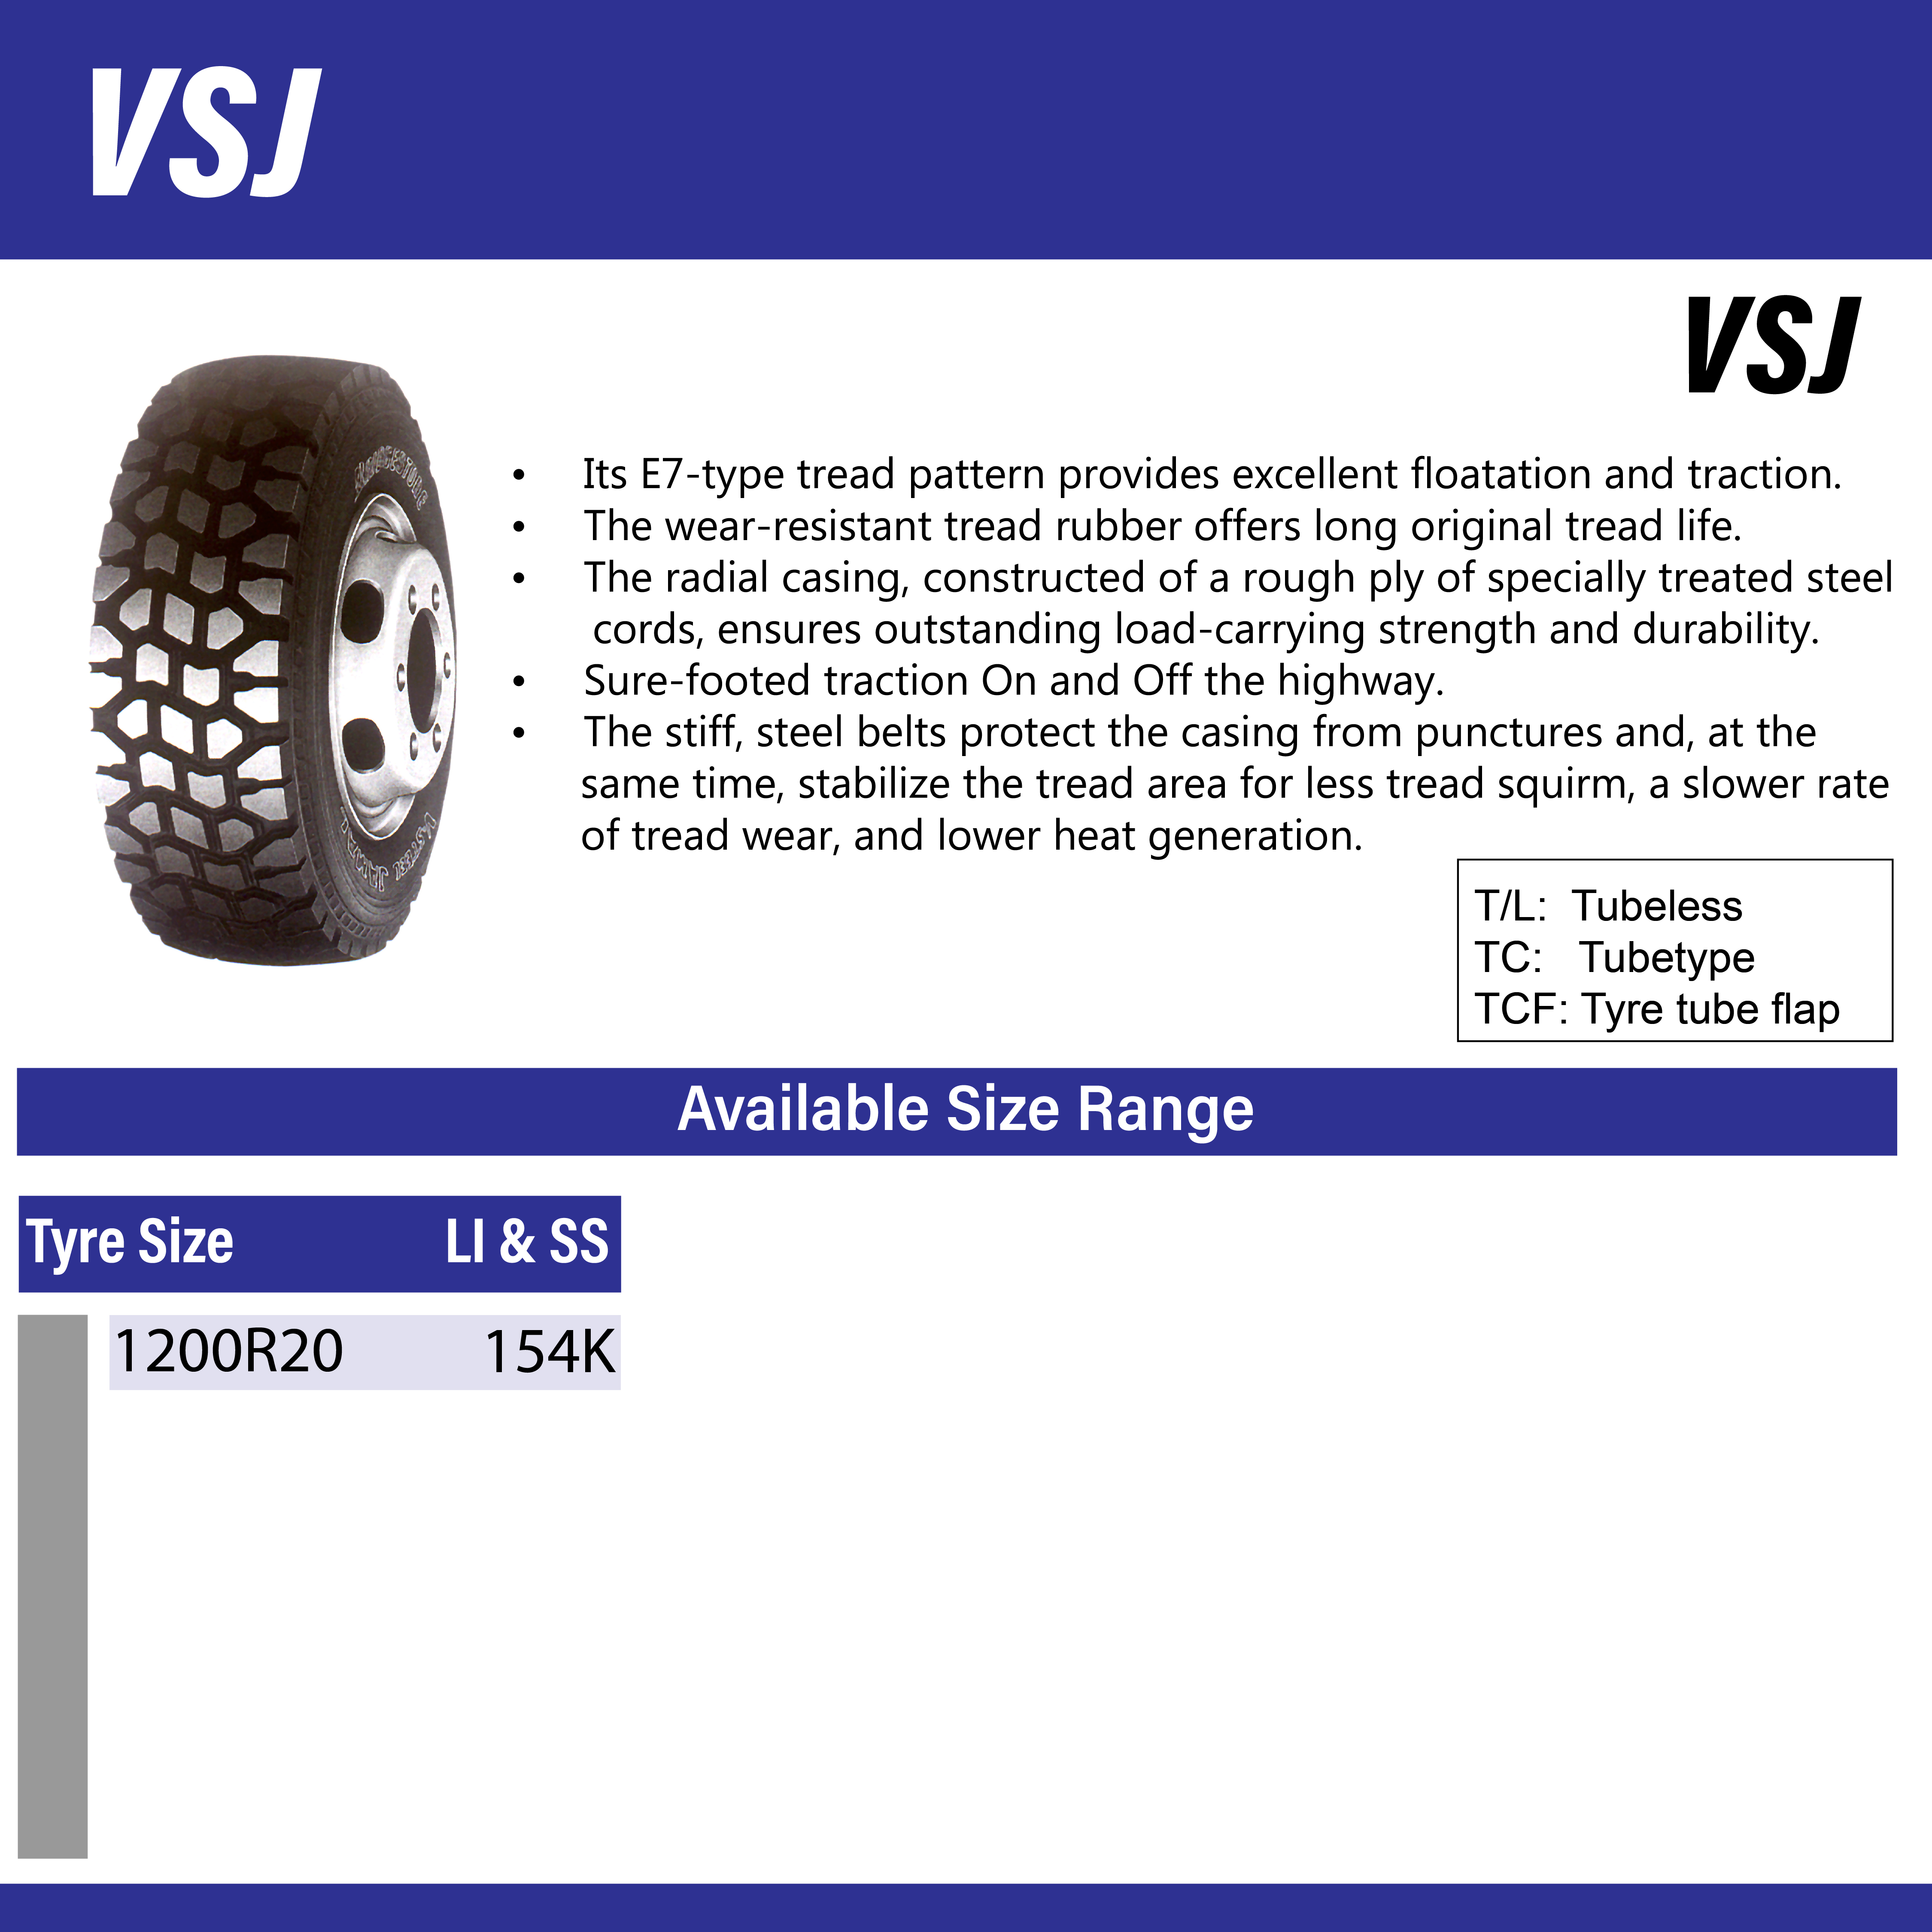 VSJ
VSJ
BRIDGESTONE
V-STEEL JAMAL
• Its E7-type tread pattern provides excellent floatation and traction.
• The wear-resistant tread rubber offers long original tread life.
• The radial casing, constructed of a rough ply of specially treated steel
cords, ensures outstanding load-carrying strength and durability.
• Sure-footed traction On and Off the highway.
• The stiff, steel belts protect the casing from punctures and, at the
same time, stabilize the tread area for less tread squirm, a slower rate
of tread wear, and lower heat generation.
T/L: Tubeless
TC: Tubetype
TCF: Tyre tube flap
Available Size Range
Tyre Size LI & SS
1200R20 154K